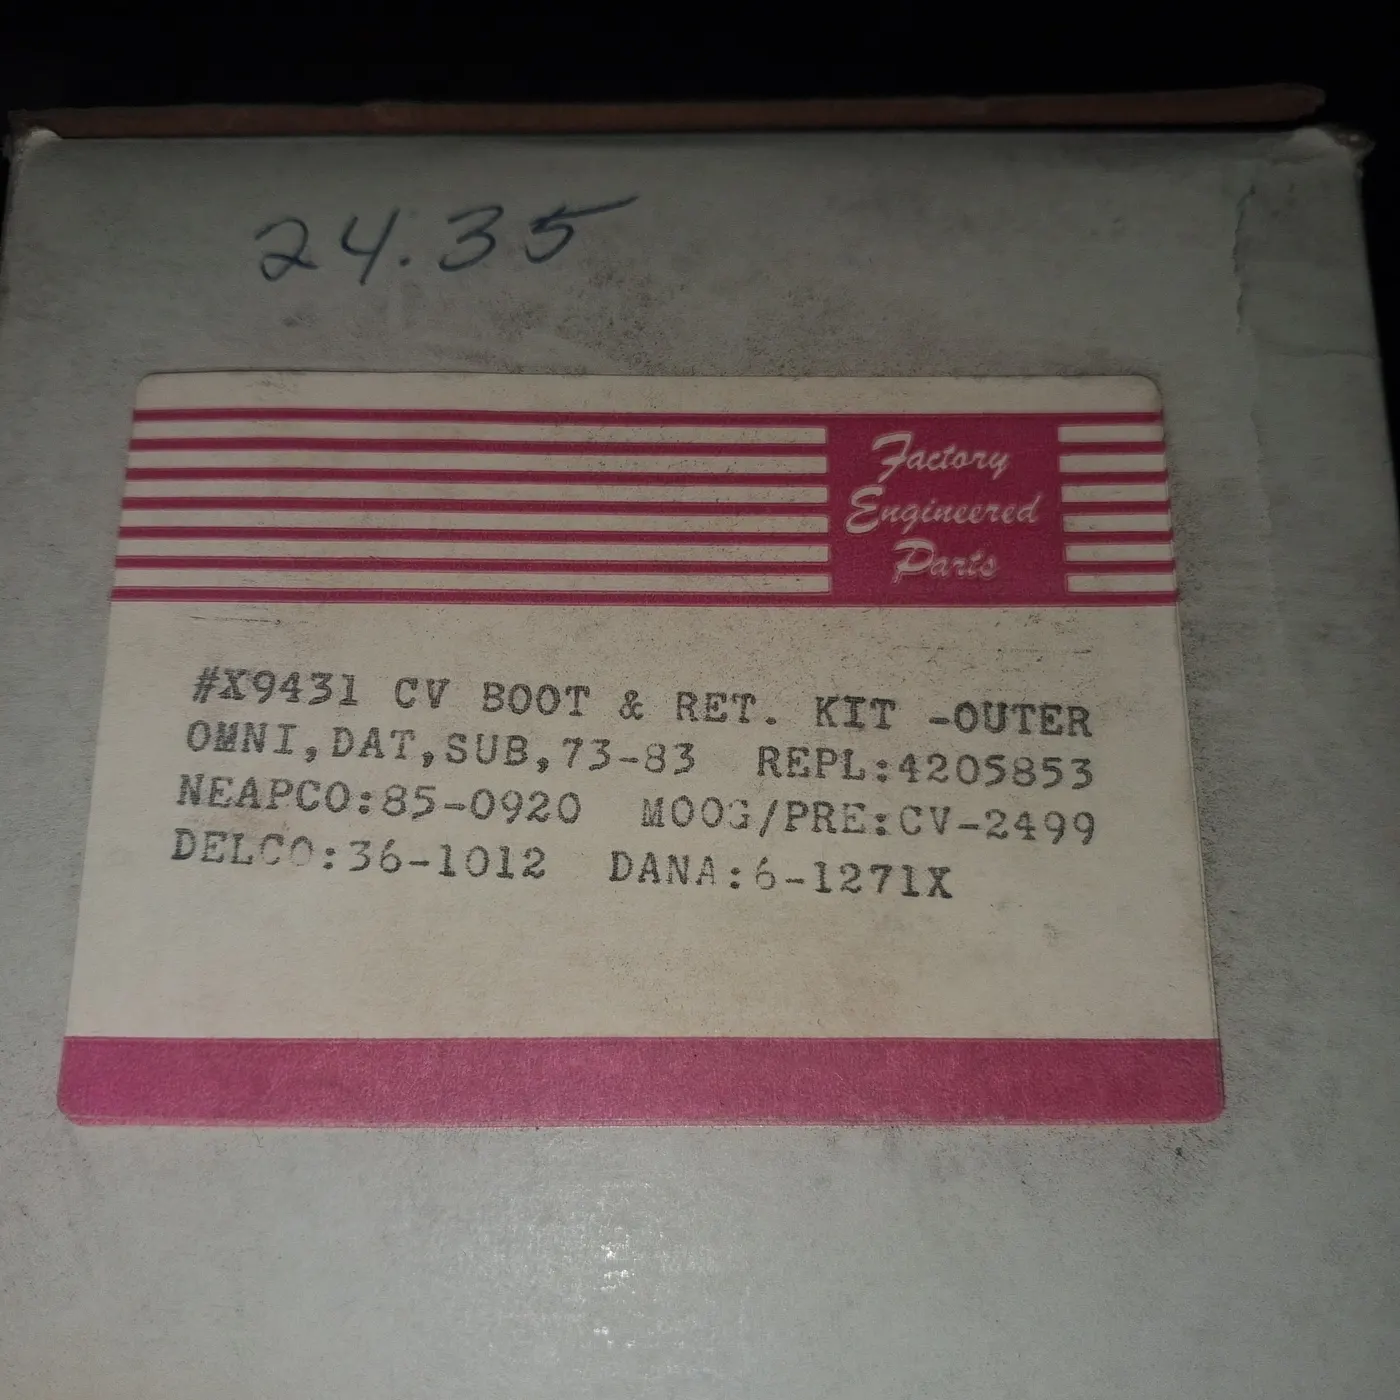 24.35
Factory
Engineered
Parts
#X9431 CV BOOT & RET. KIT -OUTER
OMNI,DAT,SUB,73-83 REPL:4205853
NEAPCO:85-0920 MOOG/PRE:CV-2499
DELCO:36-1012 DANA:6-1271X